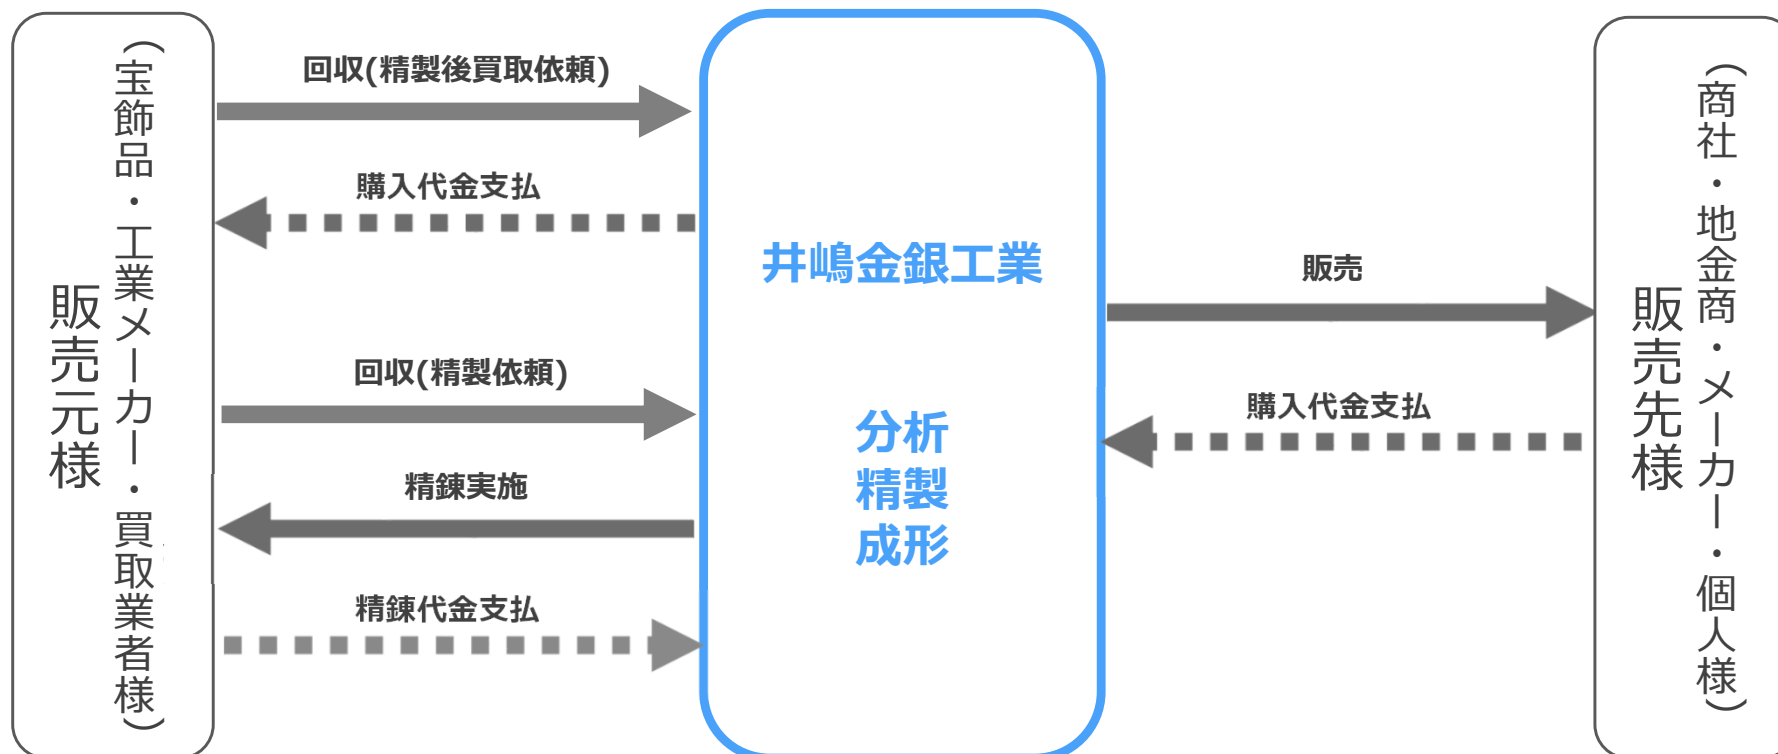 販売元様
（宝飾品・工業メーカー・買取業者様）
回収(精製後買取依頼)
購入代金支払
回収(精製依頼)
精錬実施
精錬代金支払
井嶋金銀工業
分析
精製
成形
販売
購入代金支払
販売先様
（商社・地金商・メーカー・個人様）